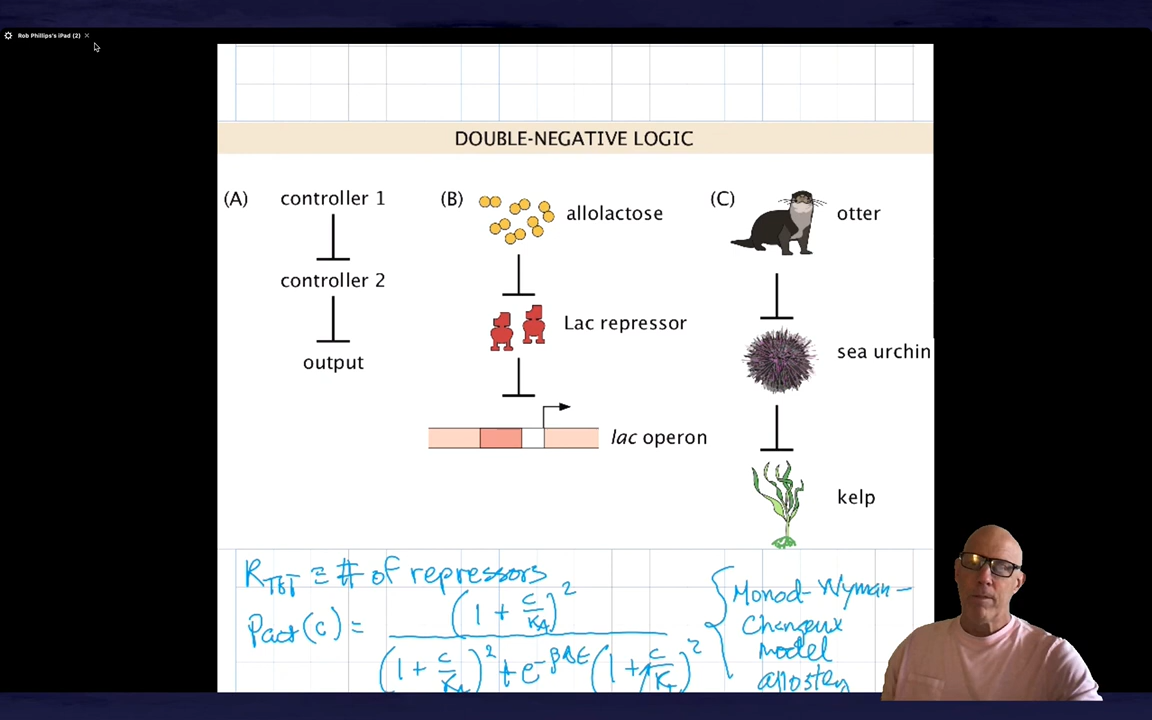 Rob Phillips's iPad (2) ×
DOUBLE-NEGATIVE LOGIC
(A) controller 1
controller 2
output
(B) allolactose
Lac repressor
lac operon
(C) otter
sea urchin
kelp
R_TOT ≡ # of repressors
Pact(c) = (1 + c/K_A)^2
(1 + c/K_A)^2 + e^-βΔε (1 + c/K_I)^2
Monod-Wyman-
Changeux
model
allostery